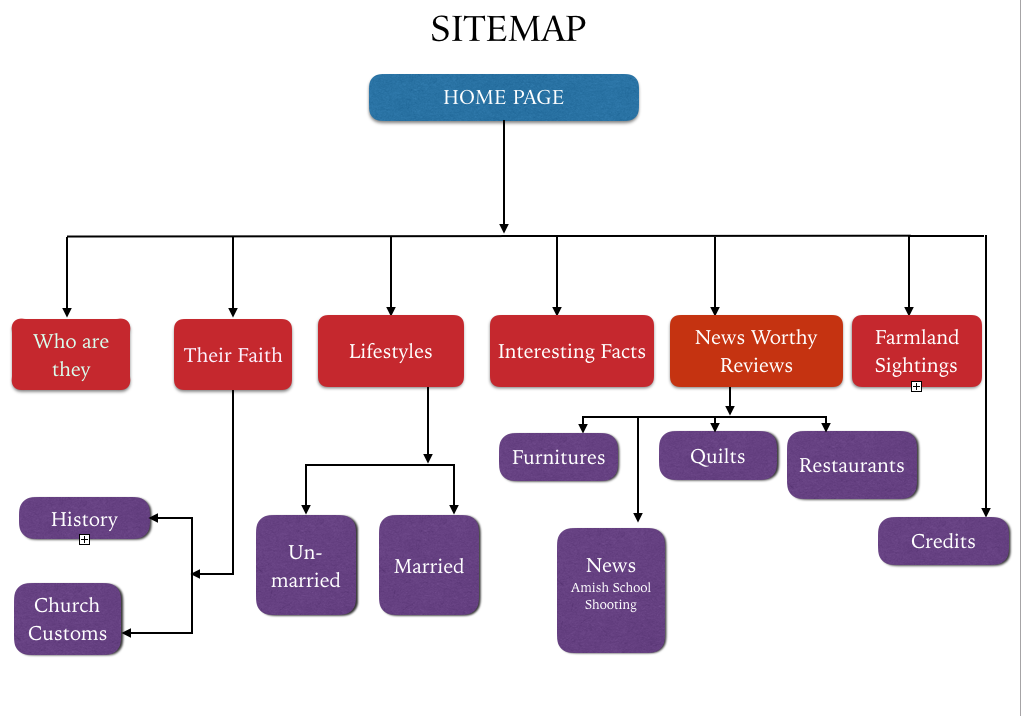 SITEMAP
HOME PAGE
Who are
they
Their Faith
Lifestyles
Interesting Facts
News Worthy
Reviews
Farmland
Sightings
Furnitures
Quilts
Restaurants
History
Church
Customs
Un-
married
Married
News
Amish School
Shooting
Credits